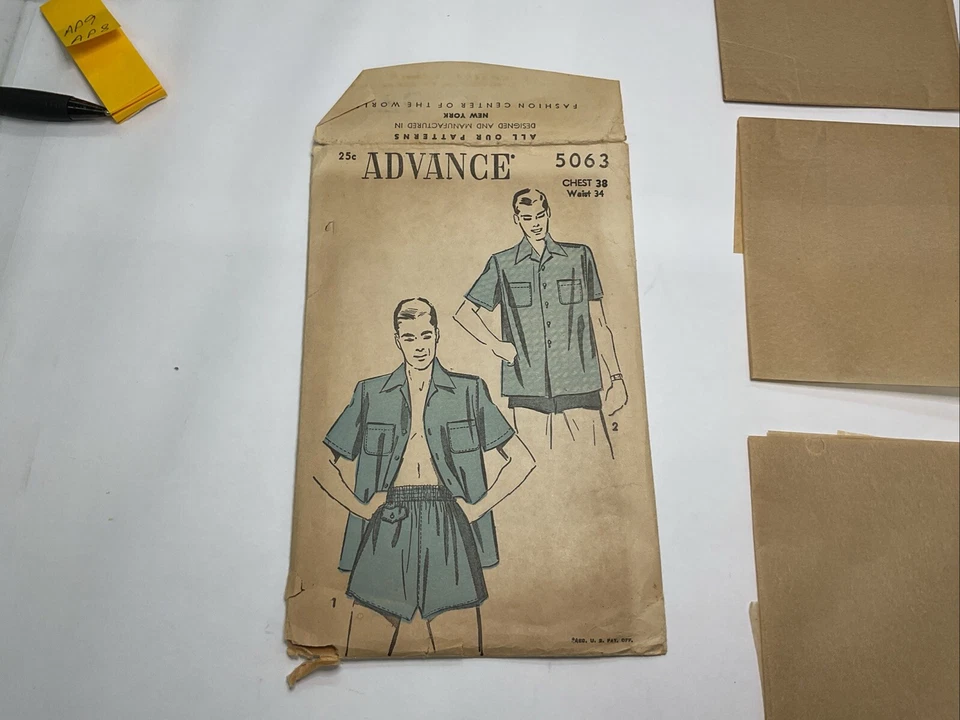 AP9
AP8
ALL OUR PATTERNS
DESIGNED AND MANUFACTURED IN
NEW YORK
FASHION CENTER OF THE WORL
25c ADVANCE* 5063
CHEST 38
Waist 34
2
1
*REG. U. S. PAT. OFF.